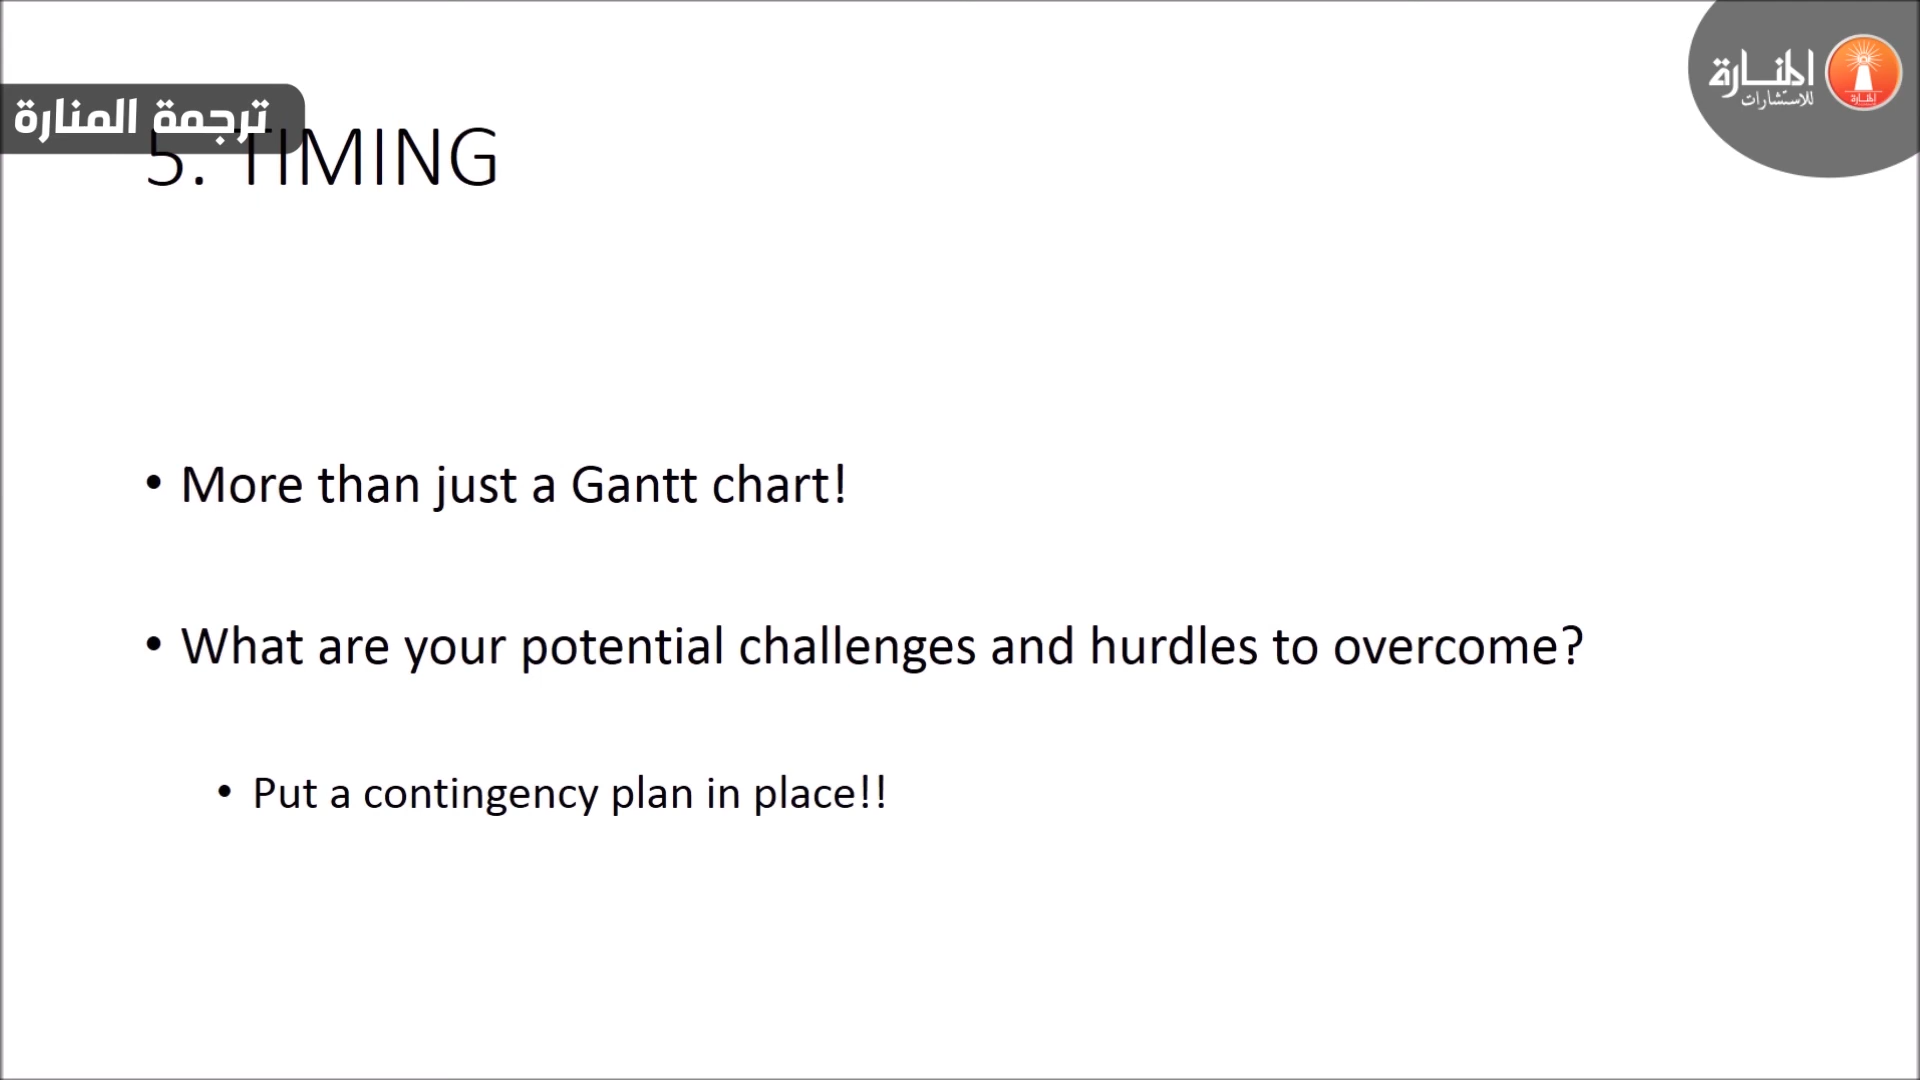 ترجمة المنارة
المنارة
للاستشارات
المنارة
5. TIMING
• More than just a Gantt chart!
• What are your potential challenges and hurdles to overcome?
• Put a contingency plan in place!!